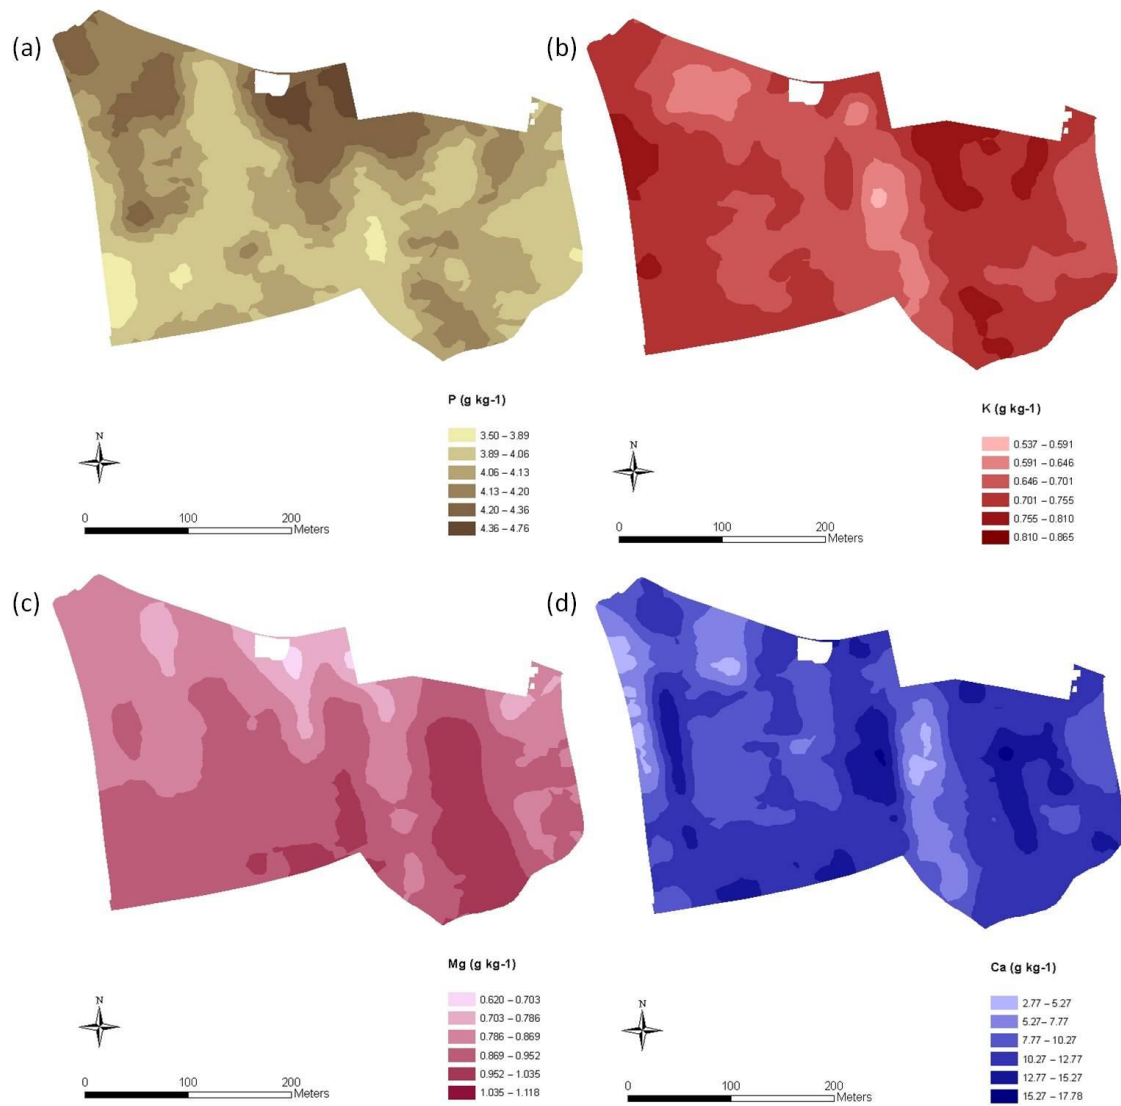 (a)
(b)
P (g kg-1)
3.50 – 3.89
3.89 – 4.06
4.06 – 4.13
4.13 – 4.20
4.20 – 4.36
4.36 – 4.76
N
0 100 200
Meters
K (g kg-1)
0.537 – 0.591
0.591 – 0.646
0.646 – 0.701
0.701 – 0.755
0.755 – 0.810
0.810 – 0.865
N
0 100 200
Meters
(c)
(d)
Mg (g kg-1)
0.620 – 0.703
0.703 – 0.786
0.786 – 0.869
0.869 – 0.952
0.952 – 1.035
1.035 – 1.118
N
0 100 200
Meters
Ca (g kg-1)
2.77 – 5.27
5.27– 7.77
7.77 – 10.27
10.27 – 12.77
12.77 – 15.27
15.27 – 17.78
N
0 100 200
Meters